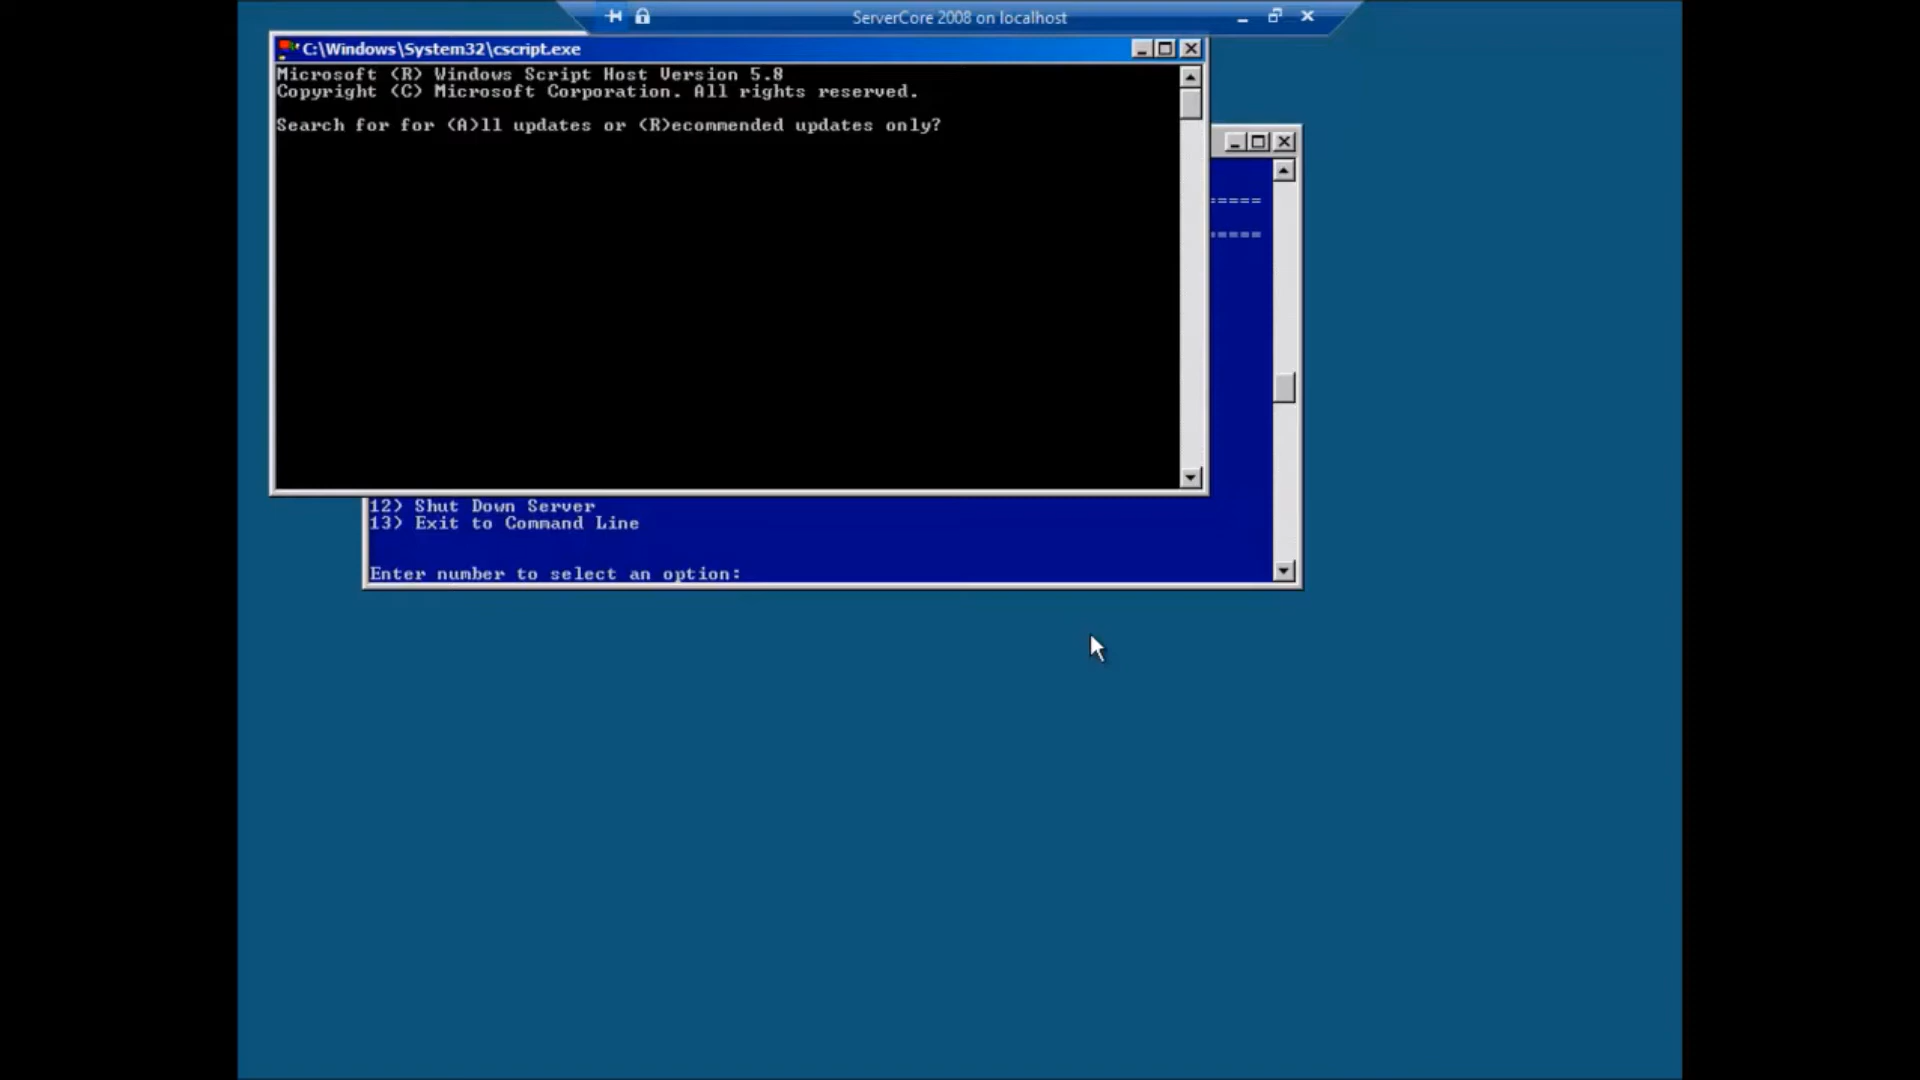 ServerCore 2008 on localhost
C:\Windows\System32\cscript.exe
Microsoft (R) Windows Script Host Version 5.8
Copyright (C) Microsoft Corporation. All rights reserved.
Search for for (A)ll updates or (R)ecommended updates only?
=====
=====
12) Shut Down Server
13) Exit to Command Line
Enter number to select an option: